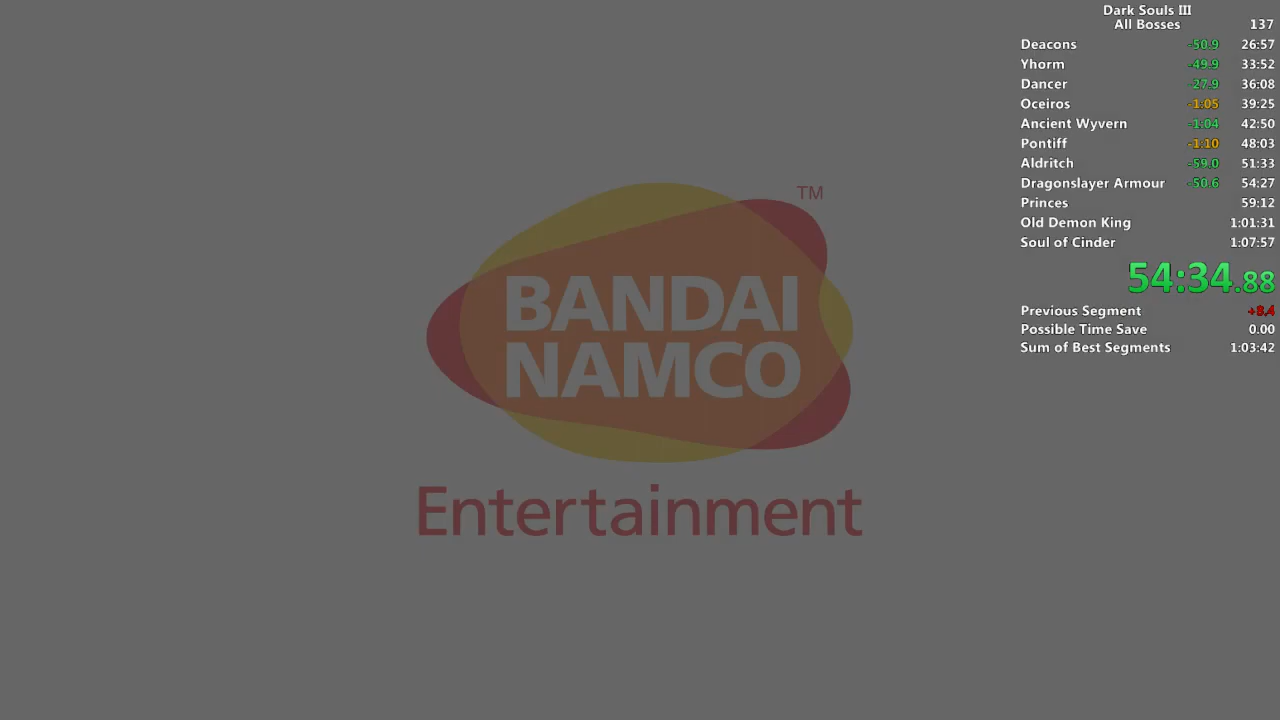 Dark Souls III
All Bosses 137
Deacons -50.9 26:57
Yhorm -49.9 33:52
Dancer -27.9 36:08
Oceiros -1:05 39:25
Ancient Wyvern -1:04 42:50
Pontiff -1:10 48:03
Aldritch -59.0 51:33
Dragonslayer Armour -50.6 54:27
Princes 59:12
Old Demon King 1:01:31
Soul of Cinder 1:07:57
54:34.88
Previous Segment
Possible Time Save 0.00
Sum of Best Segments 1:03:42
TM
BANDAI
NAMCO
Entertainment